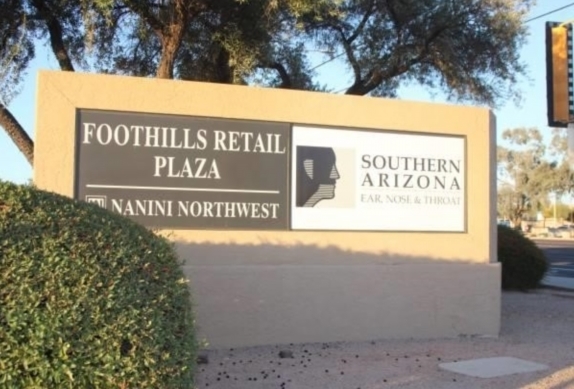 FOOTHILLS RETAIL
PLAZA
NANINI NORTHWEST
SOUTHERN
ARIZONA
EAR, NOSE & THROAT